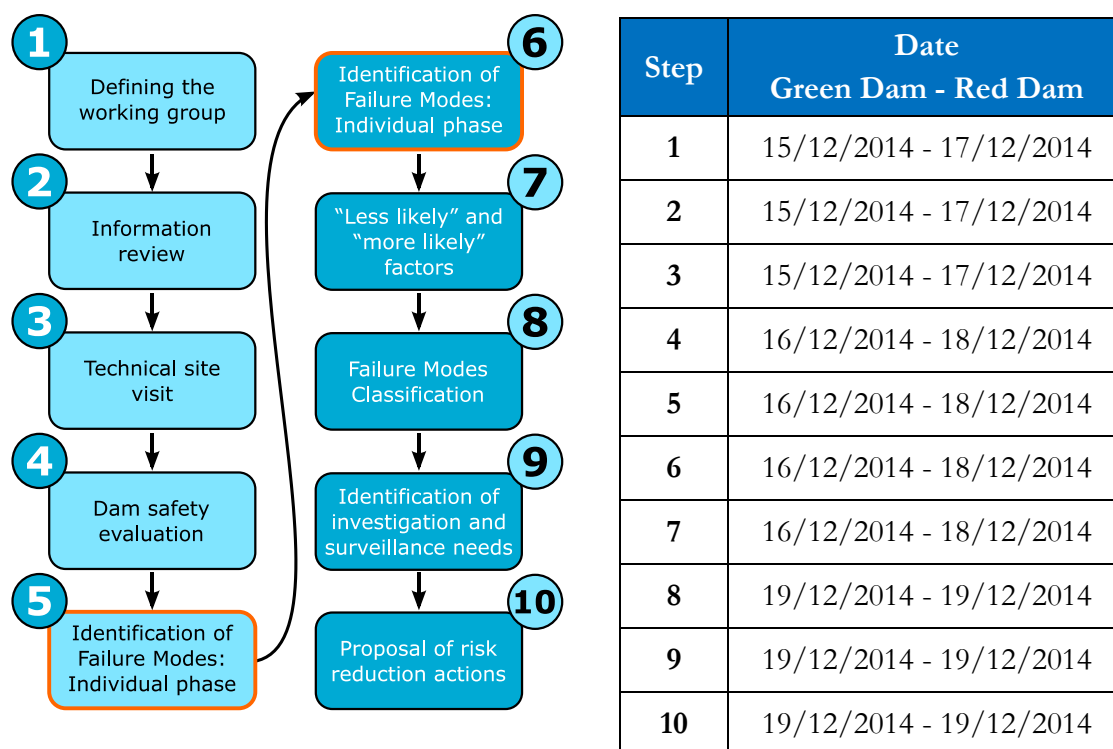 1
Defining the
working group
2
Information
review
3
Technical site
visit
4
Dam safety
evaluation
5
Identification of
Failure Modes:
Individual phase
6
Identification of
Failure Modes:
Individual phase
7
“Less likely” and
“more likely”
factors
8
Failure Modes
Classification
9
Identification of
investigation and
surveillance needs
10
Proposal of risk
reduction actions
Step Date
Green Dam - Red Dam
1 15/12/2014 - 17/12/2014
2 15/12/2014 - 17/12/2014
3 15/12/2014 - 17/12/2014
4 16/12/2014 - 18/12/2014
5 16/12/2014 - 18/12/2014
6 16/12/2014 - 18/12/2014
7 16/12/2014 - 18/12/2014
8 19/12/2014 - 19/12/2014
9 19/12/2014 - 19/12/2014
10 19/12/2014 - 19/12/2014